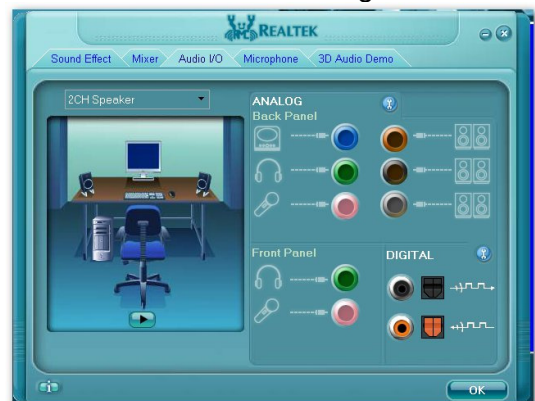 REALTEK
Sound Effect Mixer Audio I/O Microphone 3D Audio Demo
2CH Speaker
ANALOG
Back Panel
Front Panel
DIGITAL
OK